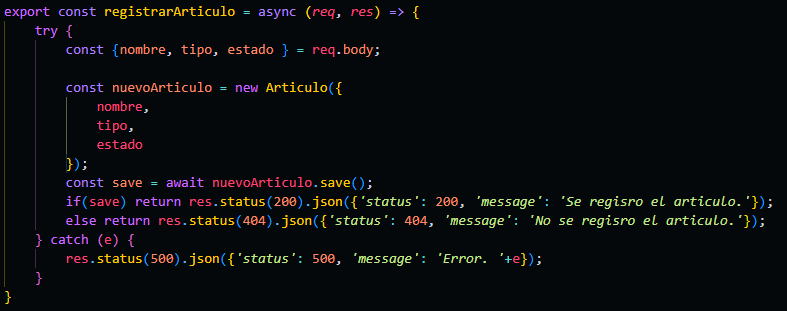 export const registrarArticulo = async (req, res) => {
    try {
        const {nombre, tipo, estado } = req.body;

        const nuevoArticulo = new Articulo({
            nombre,
            tipo,
            estado
        });
        const save = await nuevoArticulo.save();
        if(save) return res.status(200).json({'status': 200, 'message': 'Se registro el articulo.'});
        else return res.status(404).json({'status': 404, 'message': 'No se regisro el articulo.'});
    } catch (e) {
        res.status(500).json({'status': 500, 'message': 'Error. '+e});
    }
}